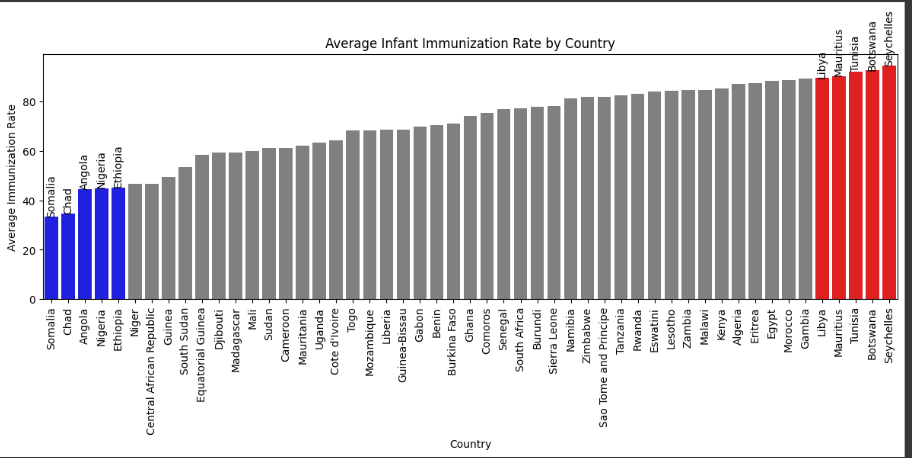 Average Infant Immunization Rate by Country
Average Immunization Rate
80
60
40
20
0
Somalia
Chad
Angola
Nigeria
Ethiopia
Libya
Mauritius
Tunisia
Botswana
Seychelles
Somalia
Chad
Angola
Nigeria
Ethiopia
Niger
Central African Republic
Guinea
South Sudan
Equatorial Guinea
Djibouti
Madagascar
Mali
Sudan
Cameroon
Mauritania
Uganda
Cote d'Ivoire
Togo
Mozambique
Liberia
Guinea-Bissau
Gabon
Benin
Burkina Faso
Ghana
Comoros
Senegal
South Africa
Burundi
Sierra Leone
Namibia
Zimbabwe
Sao Tome and Principe
Tanzania
Rwanda
Eswatini
Lesotho
Zambia
Malawi
Kenya
Algeria
Eritrea
Egypt
Morocco
Gambia
Libya
Mauritius
Tunisia
Botswana
Seychelles
Country